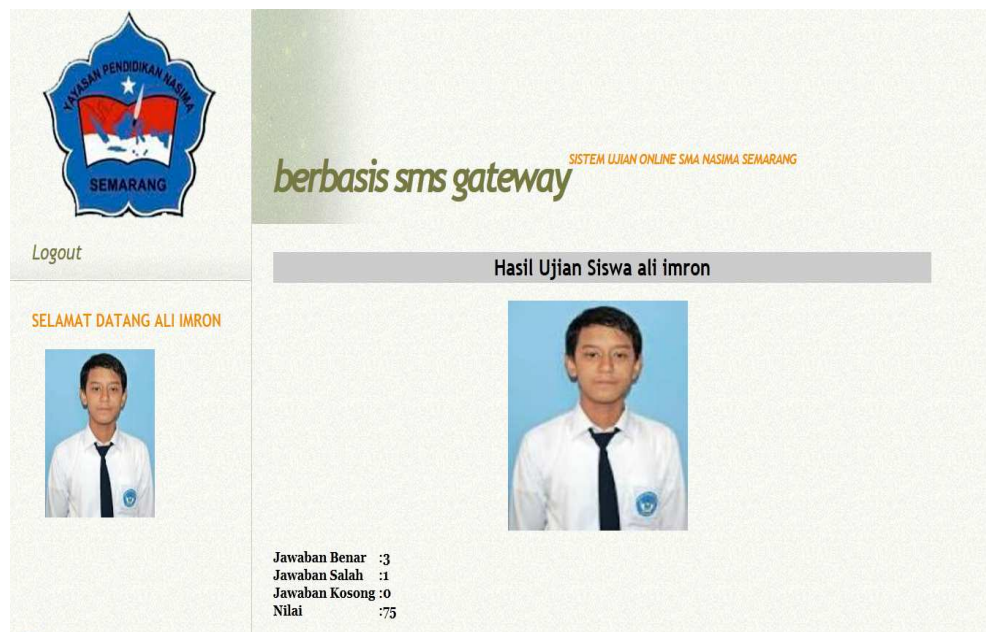 YAYASAN PENDIDIKAN NASIMA
SEMARANG
berbasis sms gateway
SISTEM UJIAN ONLINE SMA NASIMA SEMARANG
Logout
SELAMAT DATANG ALI IMRON
Hasil Ujian Siswa ali imron
Jawaban Benar :3
Jawaban Salah :1
Jawaban Kosong :0
Nilai :75